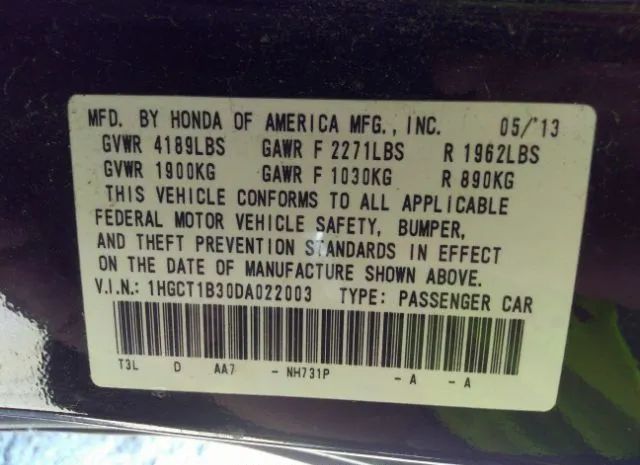 MFD. BY HONDA OF AMERICA MFG., INC. 05/'13
GVWR 4189LBS GAWR F 2271LBS R 1962LBS
GVWR 1900KG GAWR F 1030KG R 890KG
THIS VEHICLE CONFORMS TO ALL APPLICABLE
FEDERAL MOTOR VEHICLE SAFETY, BUMPER,
AND THEFT PREVENTION STANDARDS IN EFFECT
ON THE DATE OF MANUFACTURE SHOWN ABOVE.
V.I.N.: 1HGCT1B30DA022003 TYPE: PASSENGER CAR
T3L D AA7 - NH731P - A - A